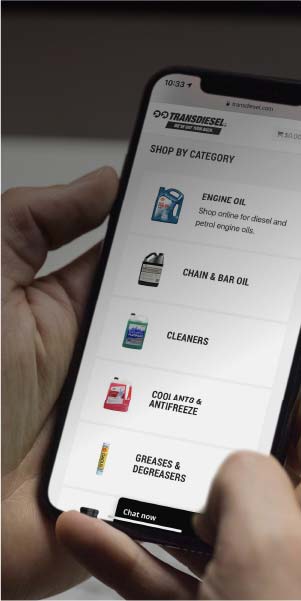 10:33
transdiesel.com
TRANSDIESEL
WE'VE GOT YOUR BACK.
$0.00
SHOP BY CATEGORY
ENGINE OIL
Shop online for diesel and
petrol engine oils.
CHAIN & BAR OIL
CLEANERS
COOLANTS &
ANTIFREEZE
GREASES &
DEGREASERS
Chat now